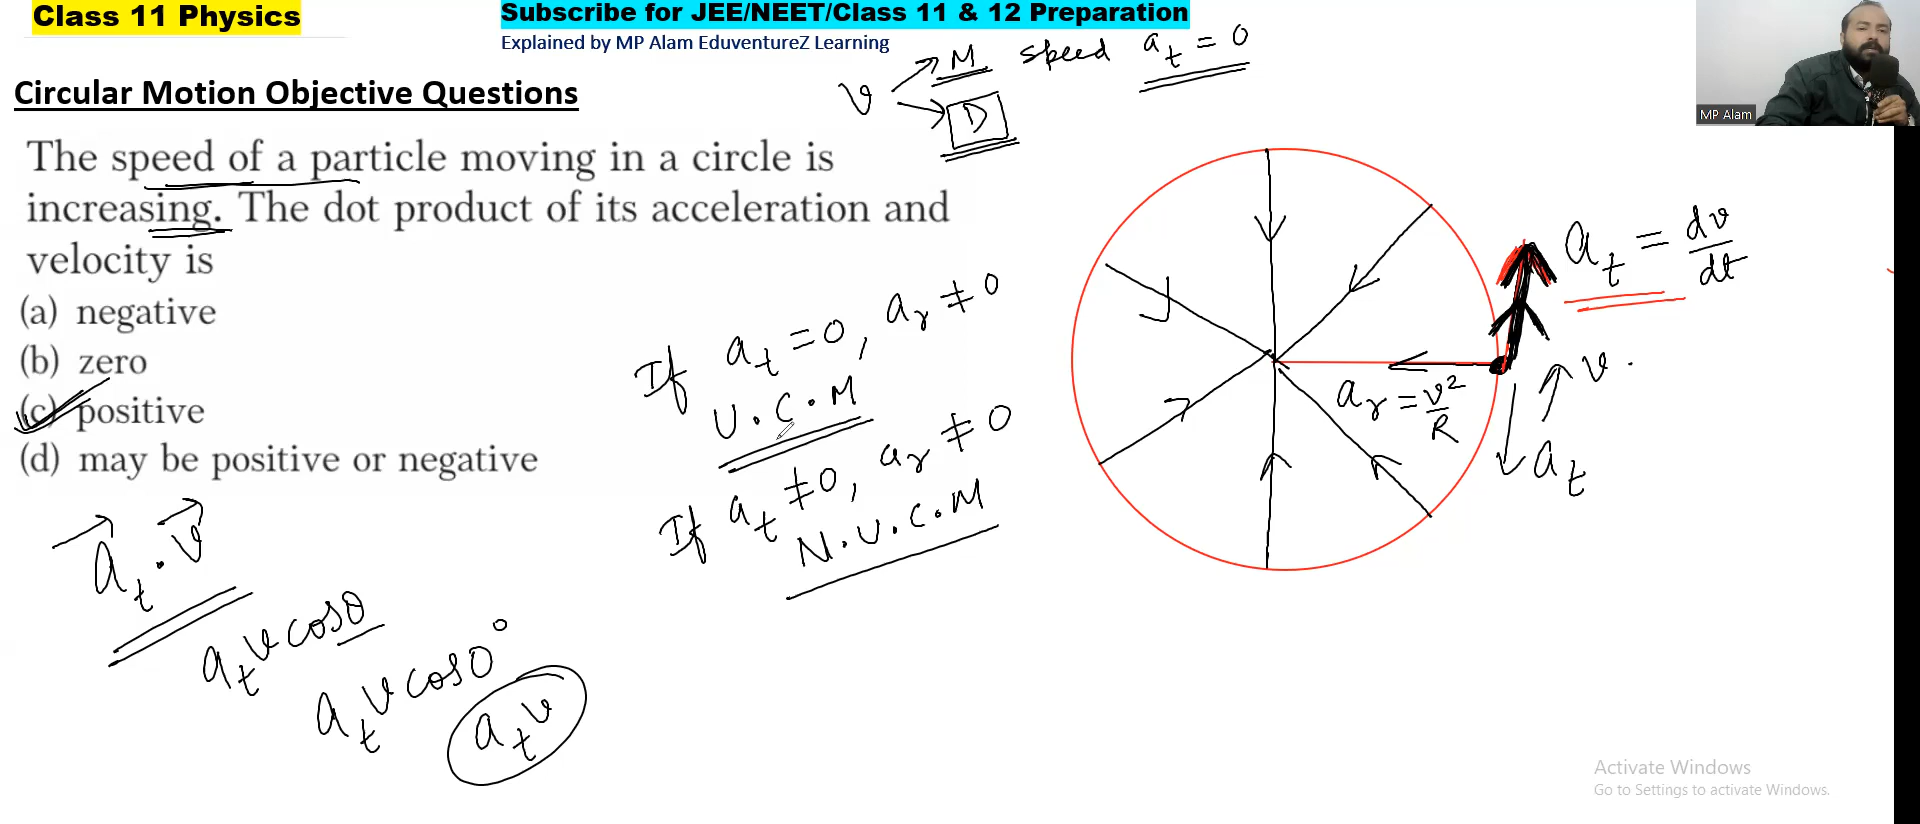 Class 11 Physics
Subscribe for JEE/NEET/Class 11 & 12 Preparation
Explained by MP Alam EduventureZ Learning
v M speed a_t = 0
D
MP Alam
Circular Motion Objective Questions
The speed of a particle moving in a circle is
increasing. The dot product of its acceleration and
velocity is
(a) negative
(b) zero
(c) positive
(d) may be positive or negative
If a_t = 0, a_r ≠ 0
U.C.M
If a_t ≠ 0, a_r ≠ 0
N.U.C.M
a_t = dv/dt
a_r = v²/R
v
a_t
a_t . v
a_t v cosθ
a_t v cos0°
a_t v
Activate Windows
Go to Settings to activate Windows.